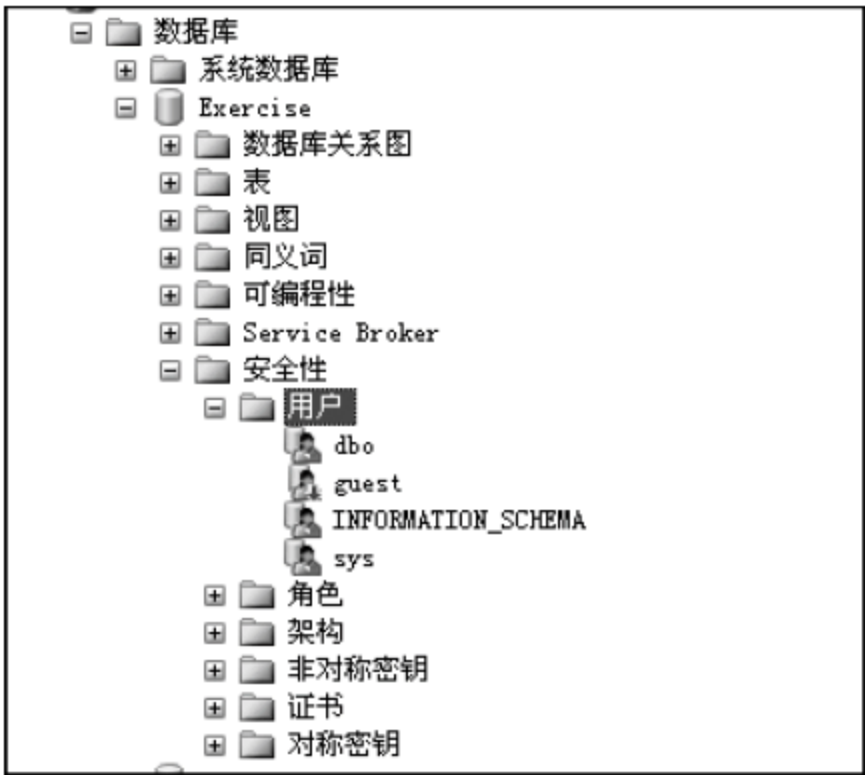 数据库
系统数据库
Exercise
数据库关系图
表
视图
同义词
可编程性
Service Broker
安全性
用户
dbo
guest
INFORMATION_SCHEMA
sys
角色
架构
非对称密钥
证书
对称密钥